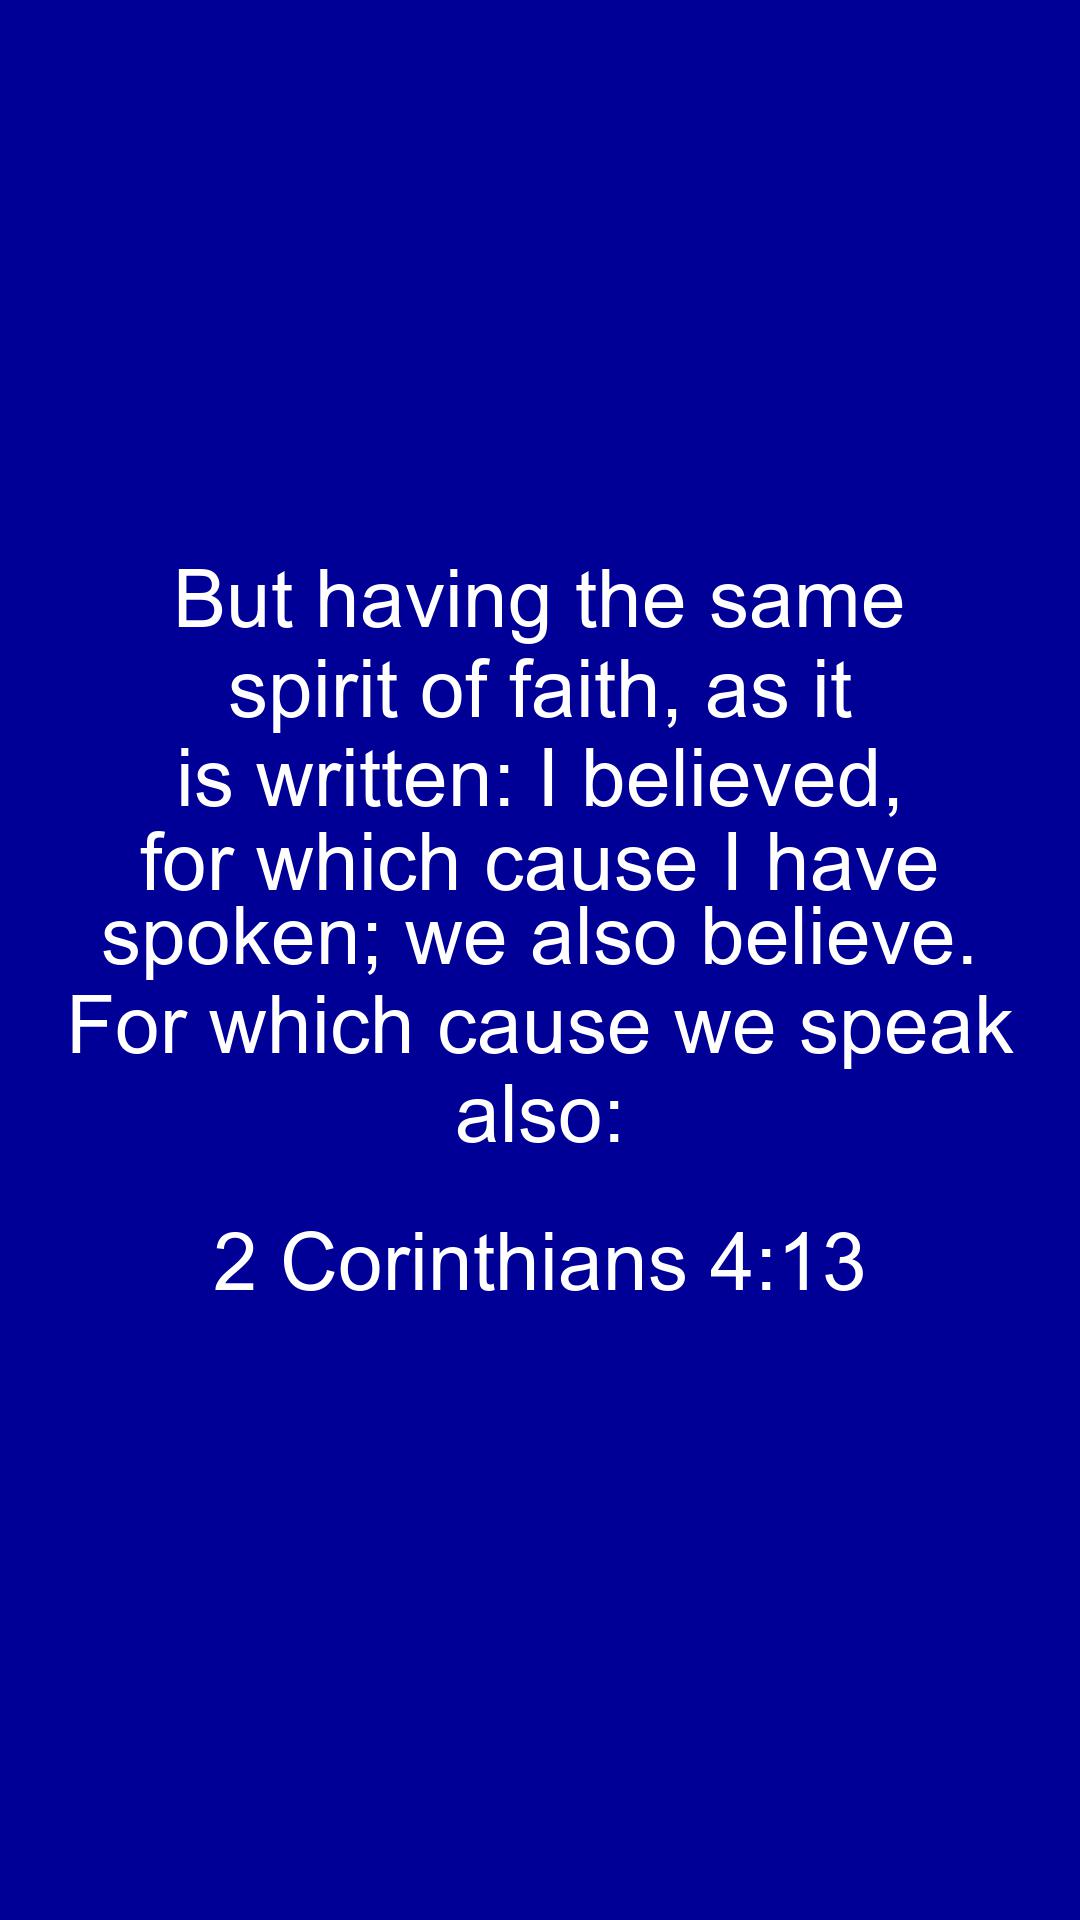 But having the same
spirit of faith, as it
is written: I believed,
for which cause I have
spoken; we also believe.
For which cause we speak
also:
2 Corinthians 4:13